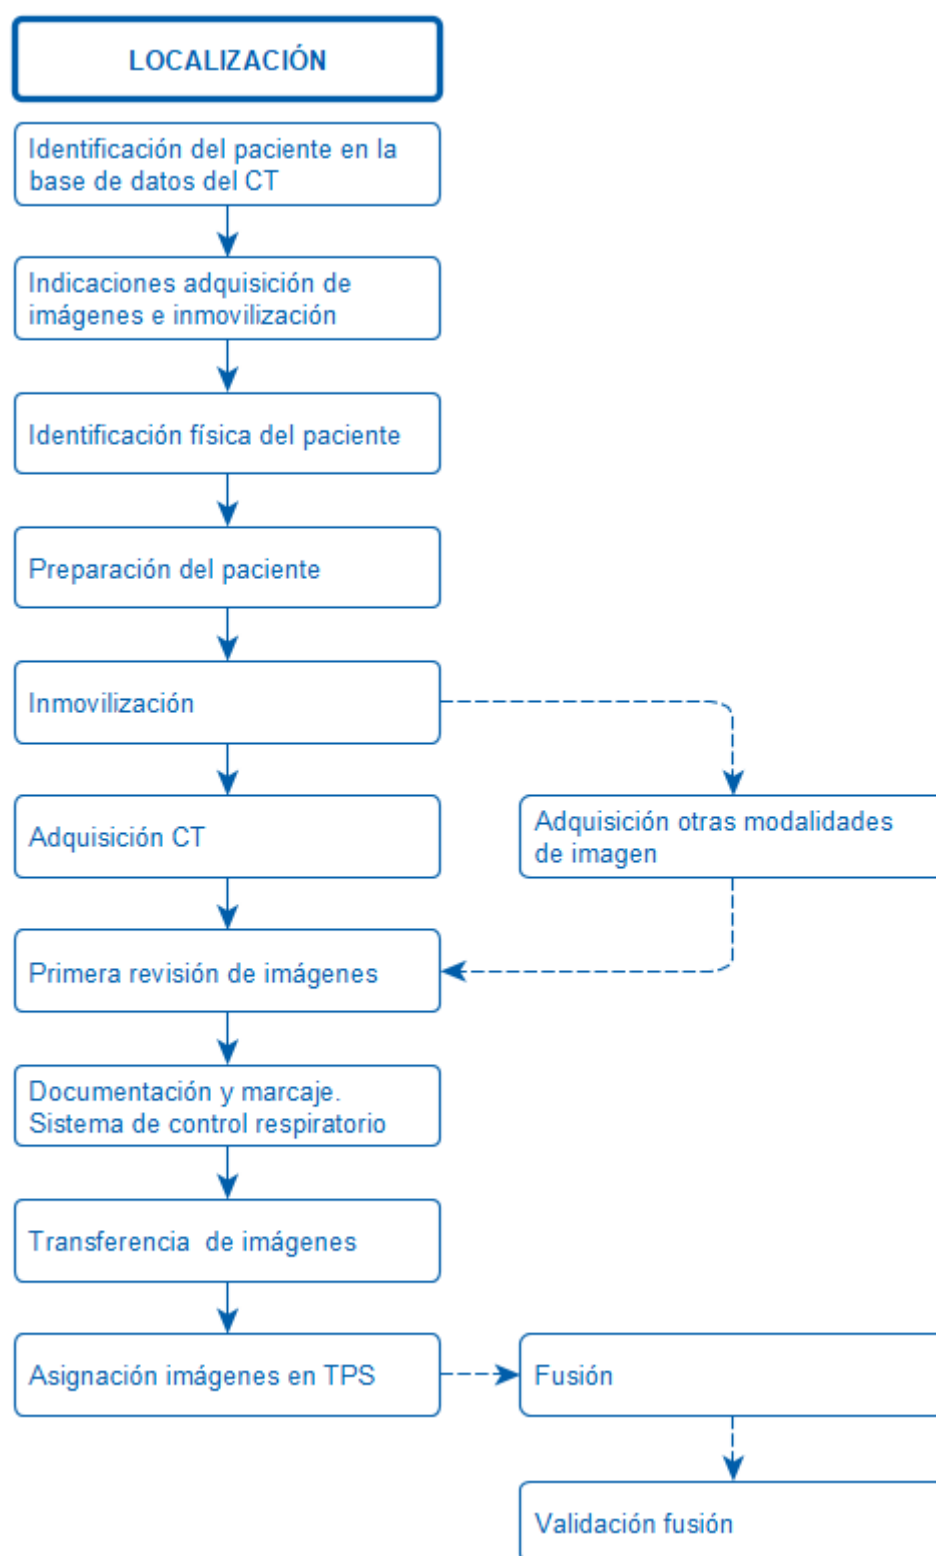 LOCALIZACIÓN
Identificación del paciente en la
base de datos del CT
Indicaciones adquisición de
imágenes e inmovilización
Identificación física del paciente
Preparación del paciente
Inmovilización
Adquisición CT
Adquisición otras modalidades
de imagen
Primera revisión de imágenes
Documentación y marcaje.
Sistema de control respiratorio
Transferencia de imágenes
Asignación imágenes en TPS
Fusión
Validación fusión